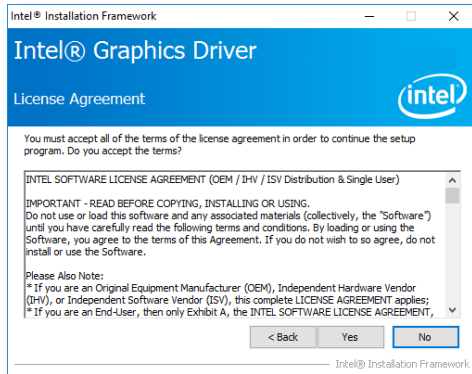 Intel® Installation Framework
Intel® Graphics Driver
License Agreement
intel
You must accept all of the terms of the license agreement in order to continue the setup
program. Do you accept the terms?
INTEL SOFTWARE LICENSE AGREEMENT (OEM / IHV / ISV Distribution & Single User)
IMPORTANT - READ BEFORE COPYING, INSTALLING OR USING.
Do not use or load this software and any associated materials (collectively, the "Software")
until you have carefully read the following terms and conditions. By loading or using the
Software, you agree to the terms of this Agreement. If you do not wish to so agree, do not
install or use the Software.
Please Also Note:
* If you are an Original Equipment Manufacturer (OEM), Independent Hardware Vendor
(IHV), or Independent Software Vendor (ISV), this complete LICENSE AGREEMENT applies;
* If you are an End-User, then only Exhibit A, the INTEL SOFTWARE LICENSE AGREEMENT,
< Back Yes No
Intel® Installation Framework